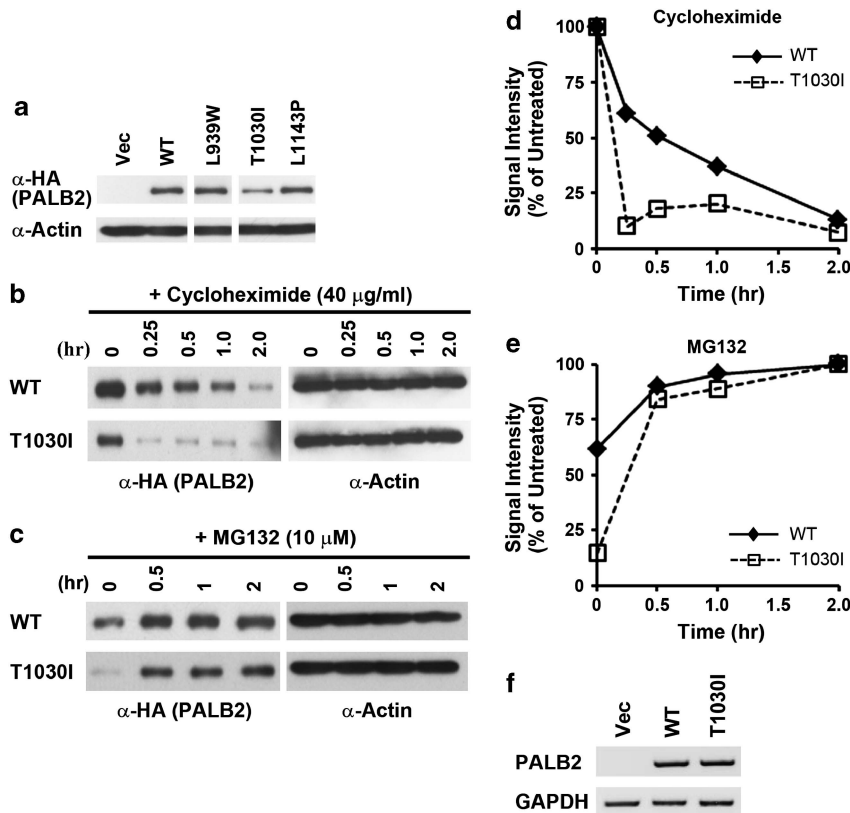 a
Vec
WT
L939W
T1030I
L1143P
α-HA
(PALB2)
α-Actin
b
+ Cycloheximide (40 μg/ml)
(hr) 0 0.25 0.5 1.0 2.0 0 0.25 0.5 1.0 2.0
WT
T1030I
α-HA (PALB2) α-Actin
c
+ MG132 (10 μM)
(hr) 0 0.5 1 2 0 0.5 1 2
WT
T1030I
α-HA (PALB2) α-Actin
d
Cycloheximide
WT
T1030I
Signal Intensity
(% of Untreated)
100
75
50
25
0
0 0.5 1.0 2.0
Time (hr)
e
MG132
Signal Intensity
(% of Untreated)
100
75
50
25
0
WT
T1030I
0 0.5 1.0 2.0
Time (hr)
f
Vec
WT
T1030I
PALB2
GAPDH